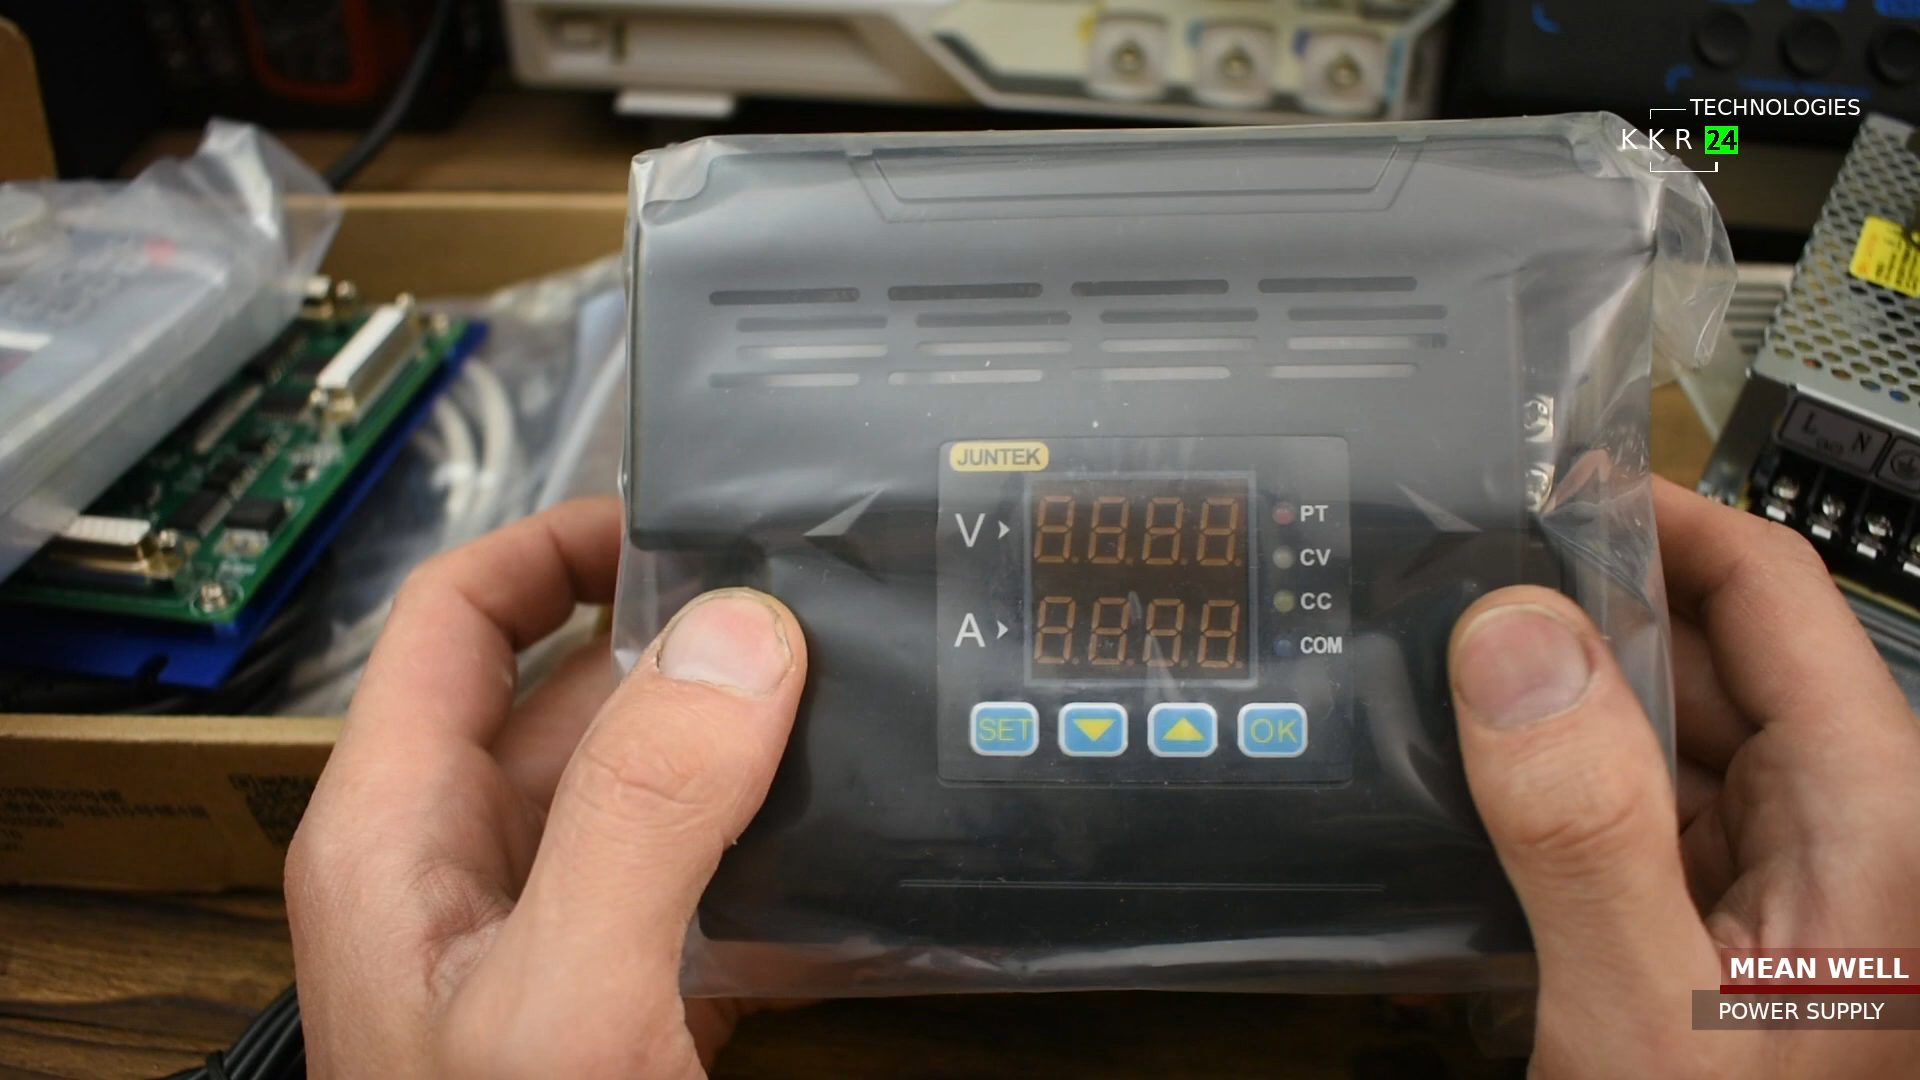 TECHNOLOGIES
KKR 24
L N
JUNTEK
V
PT
CV
A
CC
COM
SET
OK
MEAN WELL
POWER SUPPLY